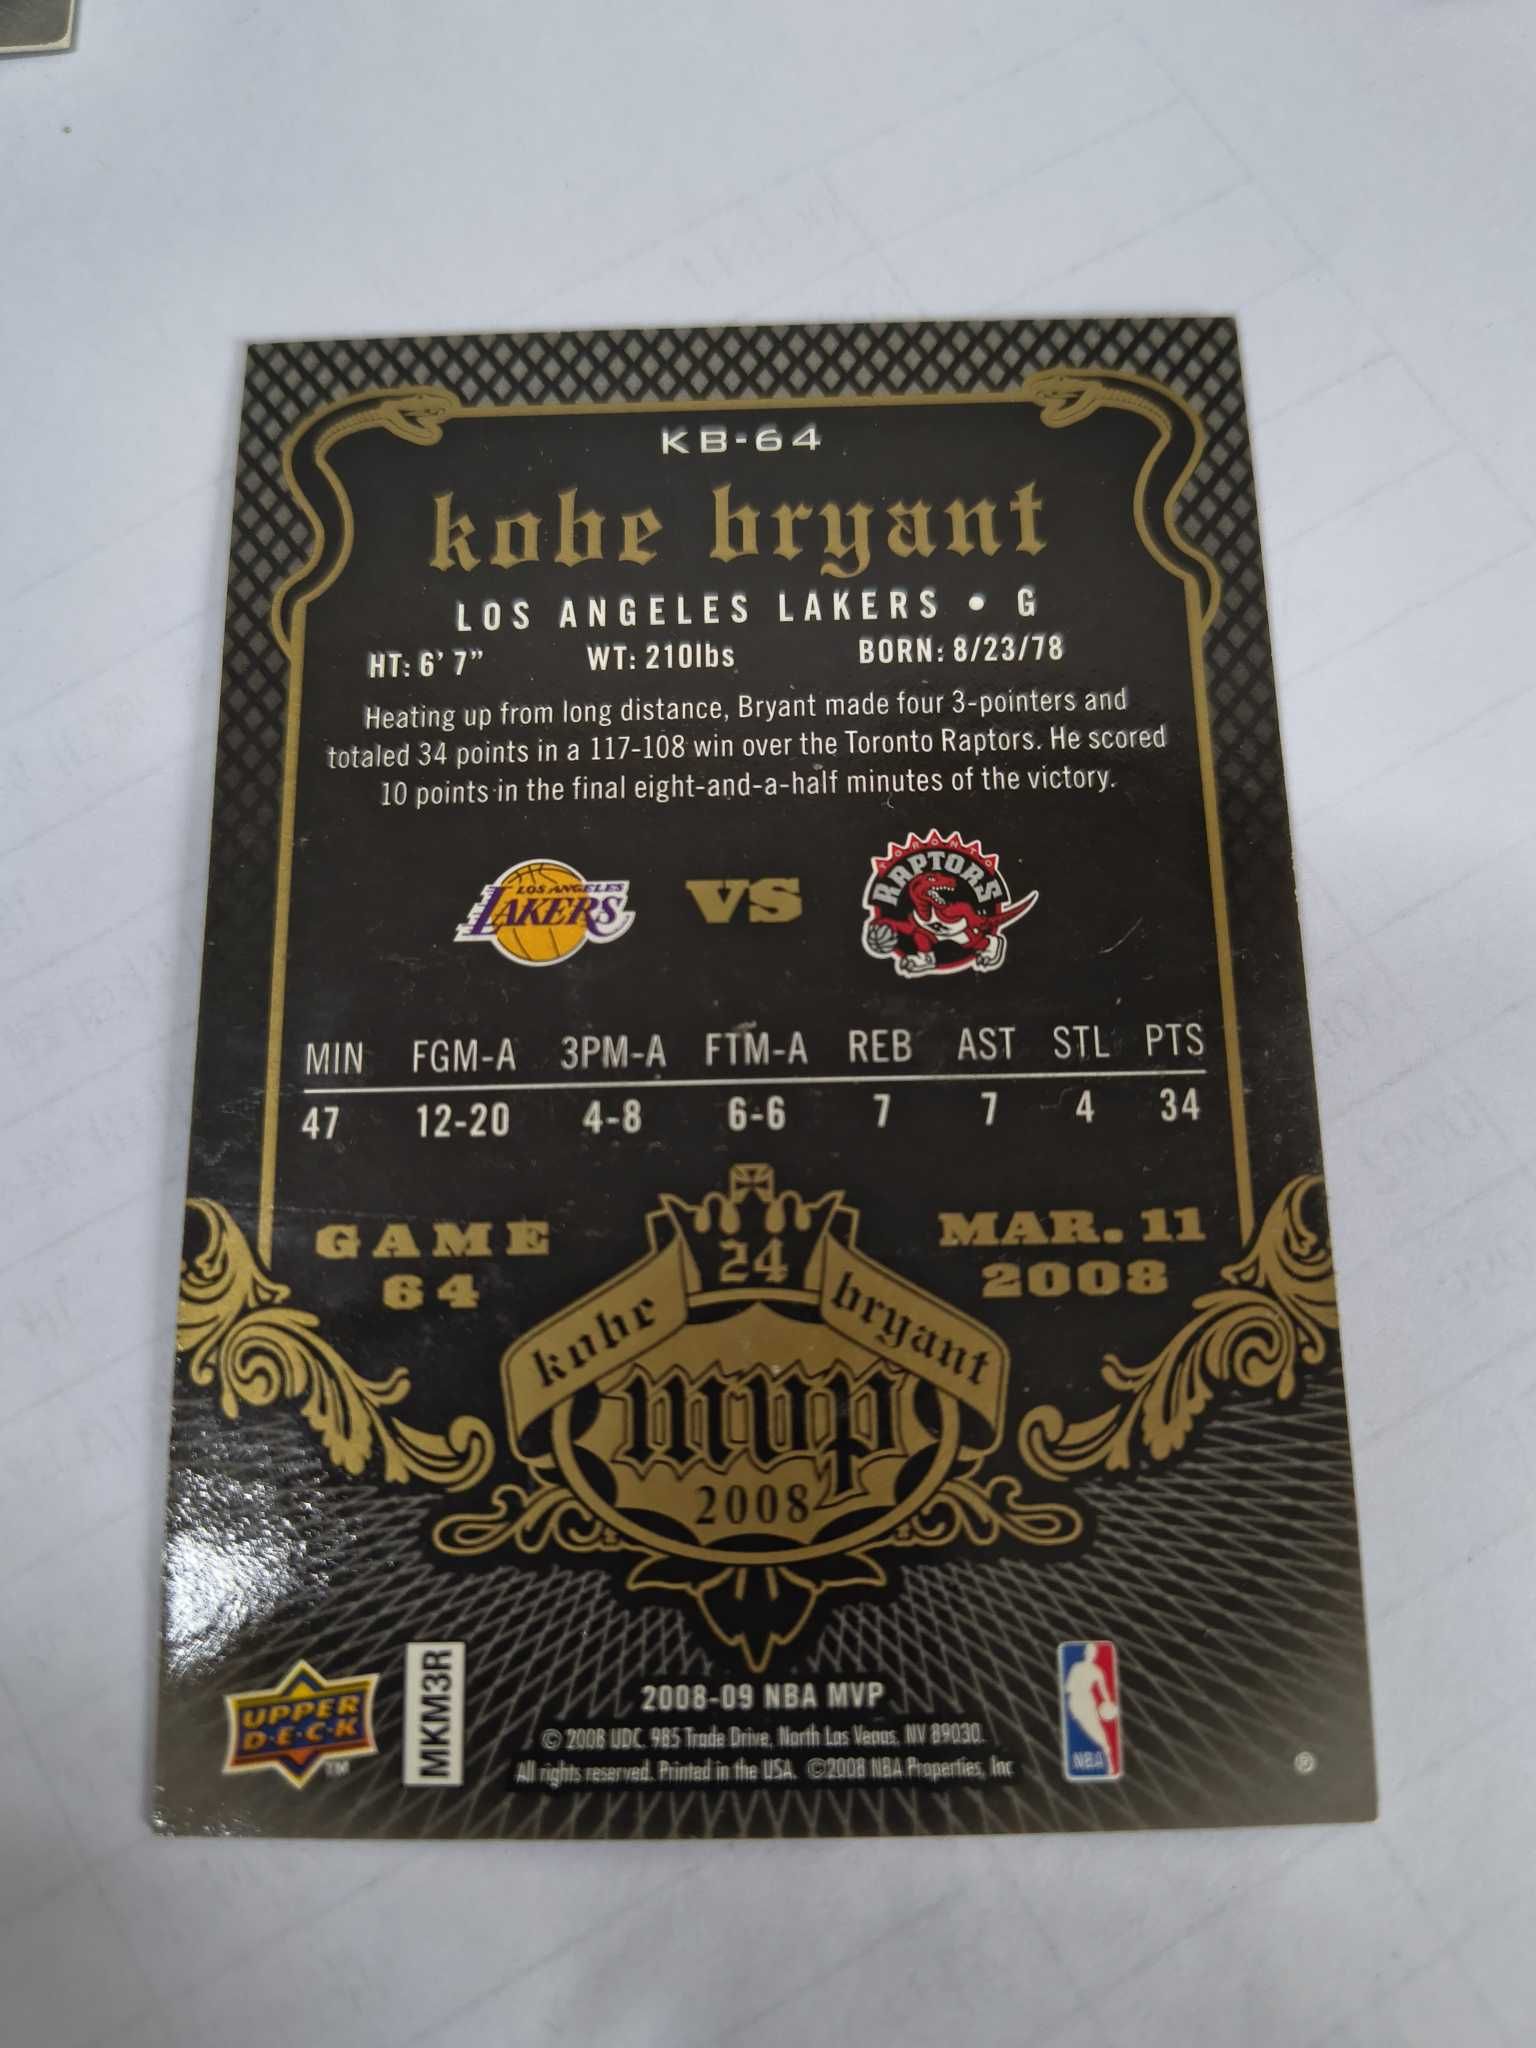 KB-64
kobe bryant
LOS ANGELES LAKERS • G
HT: 6' 7" WT: 210lbs BORN: 8/23/78
Heating up from long distance, Bryant made four 3-pointers and
totaled 34 points in a 117-108 win over the Toronto Raptors. He scored
10 points in the final eight-and-a-half minutes of the victory.
LOS ANGELES
LAKERS
VS
TORONTO
RAPTORS
MIN FGM-A 3PM-A FTM-A REB AST STL PTS
47 12-20 4-8 6-6 7 7 4 34
GAME
64
MAR. 11
2008
24
kobe bryant
mvp
2008
UPPER
D·E·C·K
TM
MKM3R
2008-09 NBA MVP
© 2008 UDC. 985 Trade Drive, North Las Vegas, NV 89030.
All rights reserved. Printed in the USA. ©2008 NBA Properties, Inc
NBA
®